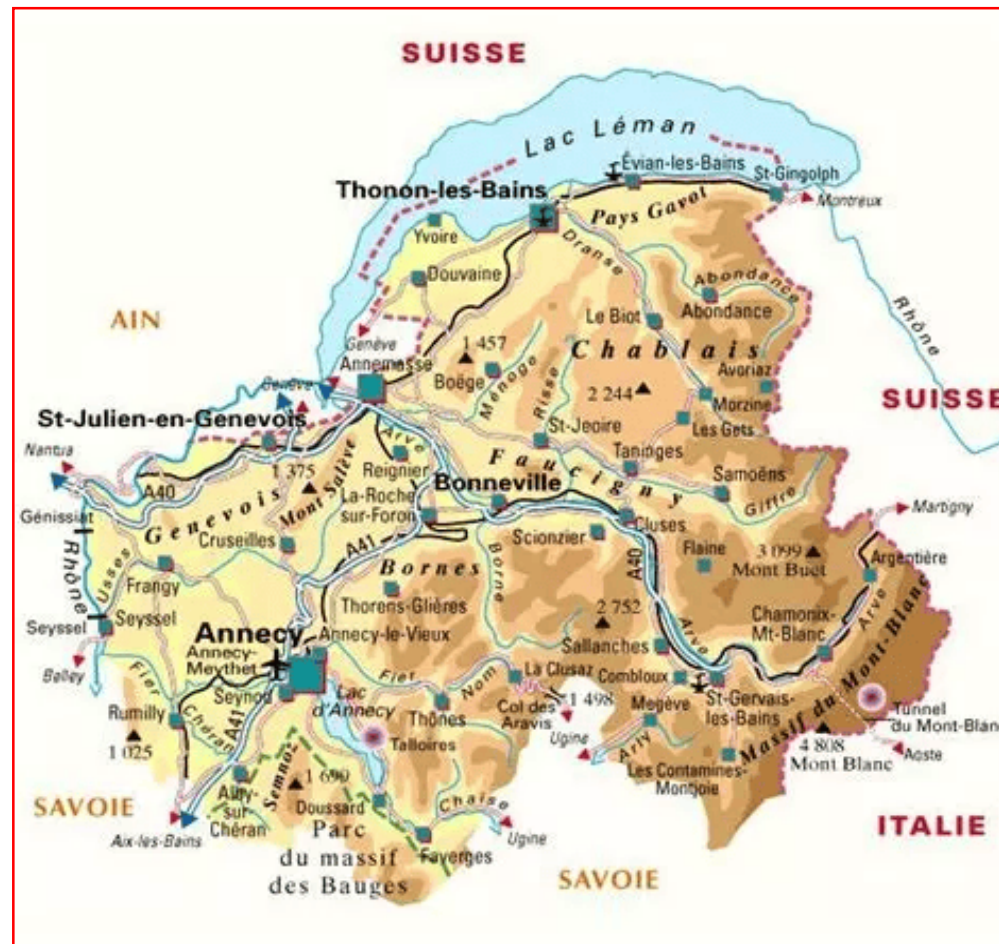 SUISSE
Lac Léman
Évian-les-Bains
St-Gingolph
Thonon-les-Bains
Montreux
Pays Gavot
Yvoire
Dranse
Douvaine
Abondance
Abondance
Rhône
AIN
Le Biot
Genève
1 457
Chablais
Annemasse
Boëge
Avoriaz
Genève
Ménoge
Risse
2 244
Morzine
SUISSE
St-Julien-en-Genevois
St-Jeoire
Les Gets
Nantua
Arve
Reignier
Faucigny
Taninges
1 375
Samoëns
A40
Mont Salève
La-Roche
sur-Foron
Bonneville
Giffre
Génissiat
Genevois
Cluses
Martigny
Cruseilles
A41
Scionzier
Flaine
3 099
Mont Buet
Argentière
Rhône
Usses
Frangy
Bornes
Borne
A40
Thorens-Glières
2 752
Chamonix-
Mt-Blanc
Arve
Seyssel
Seyssel
Annecy
Annecy-le-Vieux
Sallanches
Arve
Annecy-
Meythet
La Clusaz
Combloux
Belley
Fier
Seynod
Lac
d'Annecy
Fier
Nom
Col des
Aravis
1 498
St-Gervais-
les-Bains
Massif du Mont-Blanc
Rumilly
Chéran
A41
Thônes
Megève
Tunnel
du Mont-Blanc
1 025
Talloires
Ugine
Arly
4 808
Mont Blanc
Aoste
Semnoz
1 690
Les Contamines-
Montjoie
SAVOIE
Alby-
sur-
Chéran
Doussard
Chaise
Aix-les-Bains
Parc
du massif
des Bauges
Faverges
Ugine
ITALIE
SAVOIE